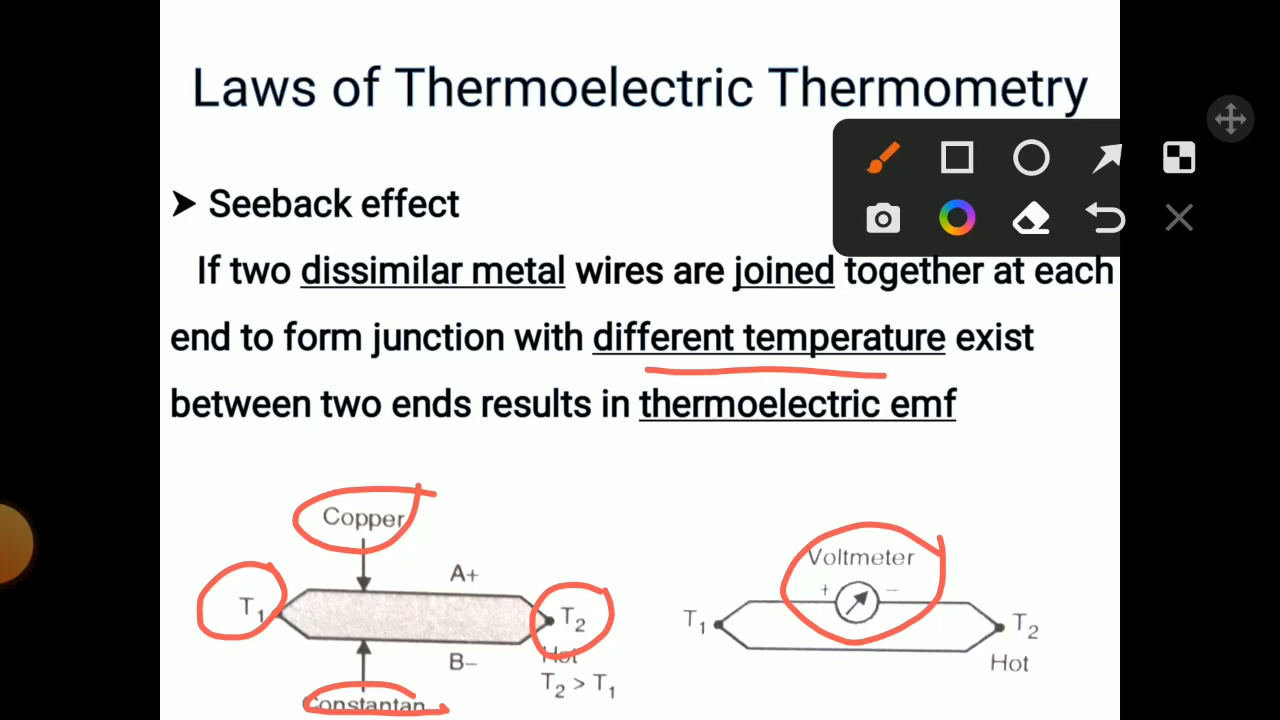 Laws of Thermoelectric Thermometry
➤ Seeback effect
If two dissimilar metal wires are joined together at each
end to form junction with different temperature exist
between two ends results in thermoelectric emf
Copper
A+
T₁
T₂
B–
Hot
T₂ > T₁
Constantan
Voltmeter
+ –
T₁
T₂
Hot